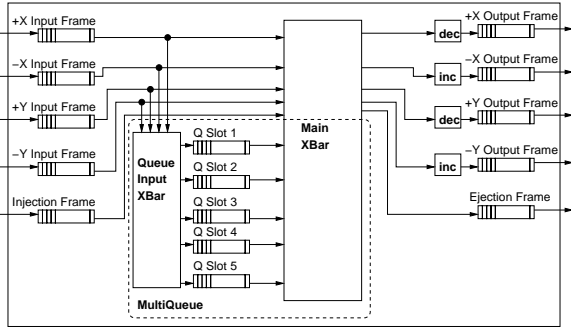 +X Input Frame
−X Input Frame
+Y Input Frame
−Y Input Frame
Injection Frame
Queue
Input
XBar
Q Slot 1
Q Slot 2
Q Slot 3
Q Slot 4
Q Slot 5
MultiQueue
Main
XBar
dec
inc
dec
inc
+X Output Frame
−X Output Frame
+Y Output Frame
−Y Output Frame
Ejection Frame